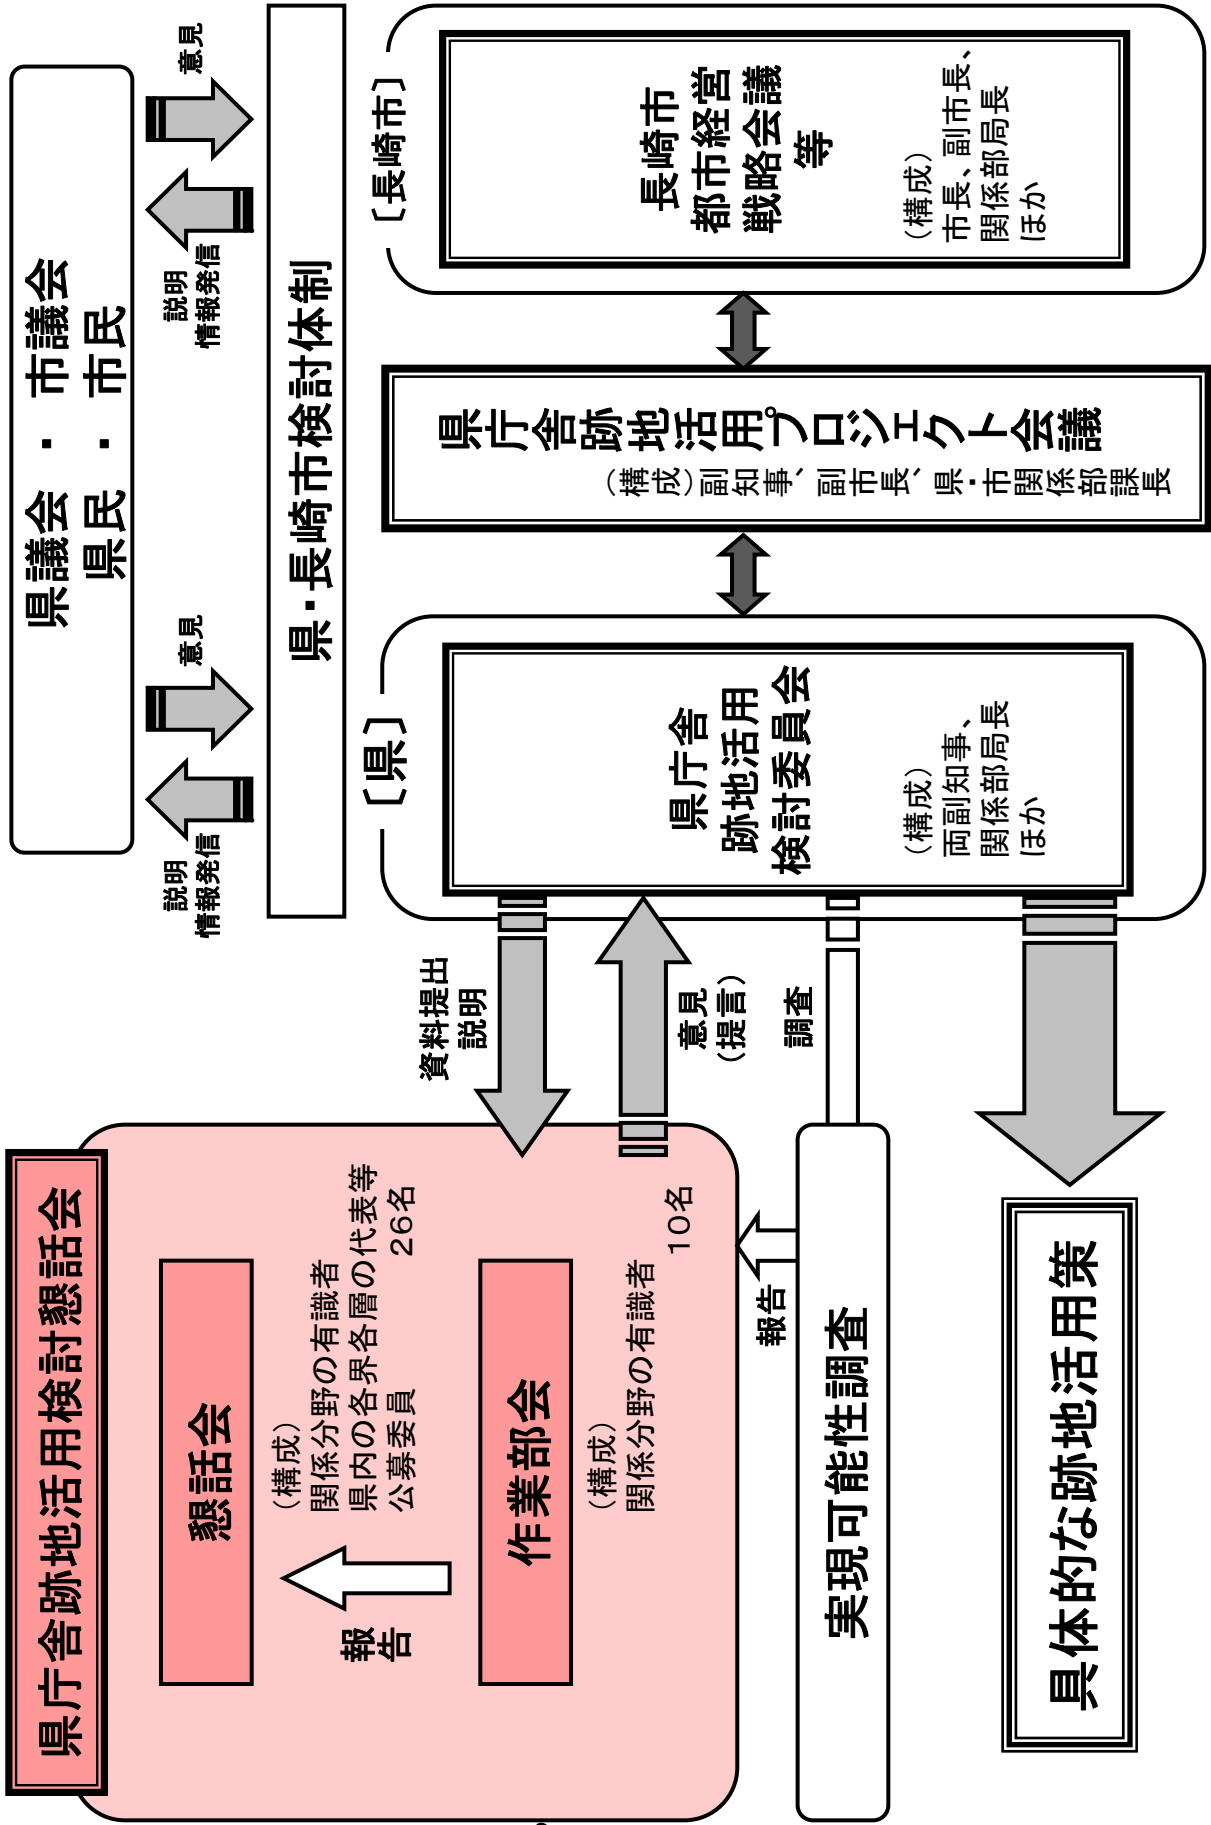 県庁舎跡地活用検討懇話会
懇話会
(構成)
関係分野の有識者
県内の各界各層の代表等
公募委員　26名
報告
作業部会
(構成)
関係分野の有識者
10名
報告
実現可能性調査
具体的な跡地活用策
資料提出
説明
意見
(提言)
調査
県議会・市議会
県民・市民
説明
情報発信
意見
説明
情報発信
意見
県・長崎市検討体制
〔県〕
県庁舎
跡地活用
検討委員会
(構成)
両副知事、
関係部局長
ほか
県庁舎跡地活用プロジェクト会議
(構成)副知事、副市長、県・市関係部課長
〔長崎市〕
長崎市
都市経営
戦略会議
等
(構成)
市長、副市長、
関係部局長
ほか